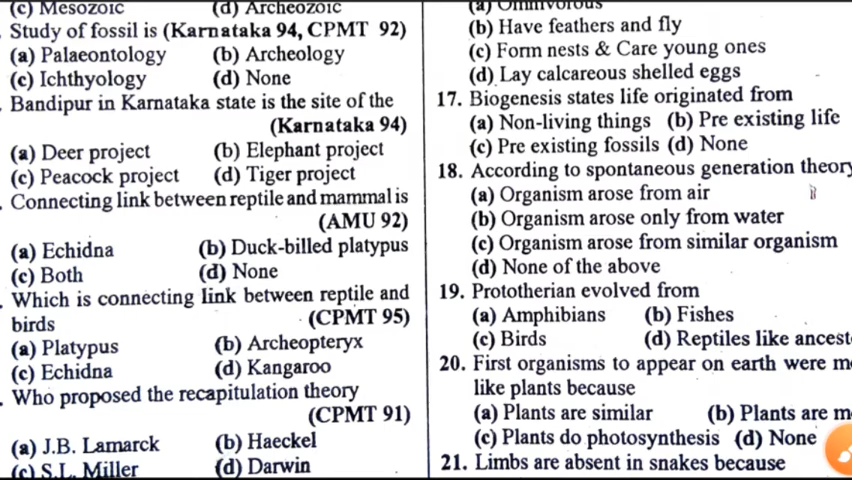 (c) Mesozoic (d) Archeozoic
. Study of fossil is (Karnataka 94, CPMT 92)
(a) Palaeontology (b) Archeology
(c) Ichthyology (d) None
. Bandipur in Karnataka state is the site of the
(Karnataka 94)
(a) Deer project (b) Elephant project
(c) Peacock project (d) Tiger project
. Connecting link between reptile and mammal is
(AMU 92)
(a) Echidna (b) Duck-billed platypus
(c) Both (d) None
. Which is connecting link between reptile and
birds (CPMT 95)
(a) Platypus (b) Archeopteryx
(c) Echidna (d) Kangaroo
. Who proposed the recapitulation theory
(CPMT 91)
(a) J.B. Lamarck (b) Haeckel
(c) S.L. Miller (d) Darwin
(a) Omnivorous
(b) Have feathers and fly
(c) Form nests & Care young ones
(d) Lay calcareous shelled eggs
17. Biogenesis states life originated from
(a) Non-living things (b) Pre existing life
(c) Pre existing fossils (d) None
18. According to spontaneous generation theory
(a) Organism arose from air
(b) Organism arose only from water
(c) Organism arose from similar organism
(d) None of the above
19. Prototherian evolved from
(a) Amphibians (b) Fishes
(c) Birds (d) Reptiles like ancest
20. First organisms to appear on earth were m
like plants because
(a) Plants are similar (b) Plants are m
(c) Plants do photosynthesis (d) None
21. Limbs are absent in snakes because